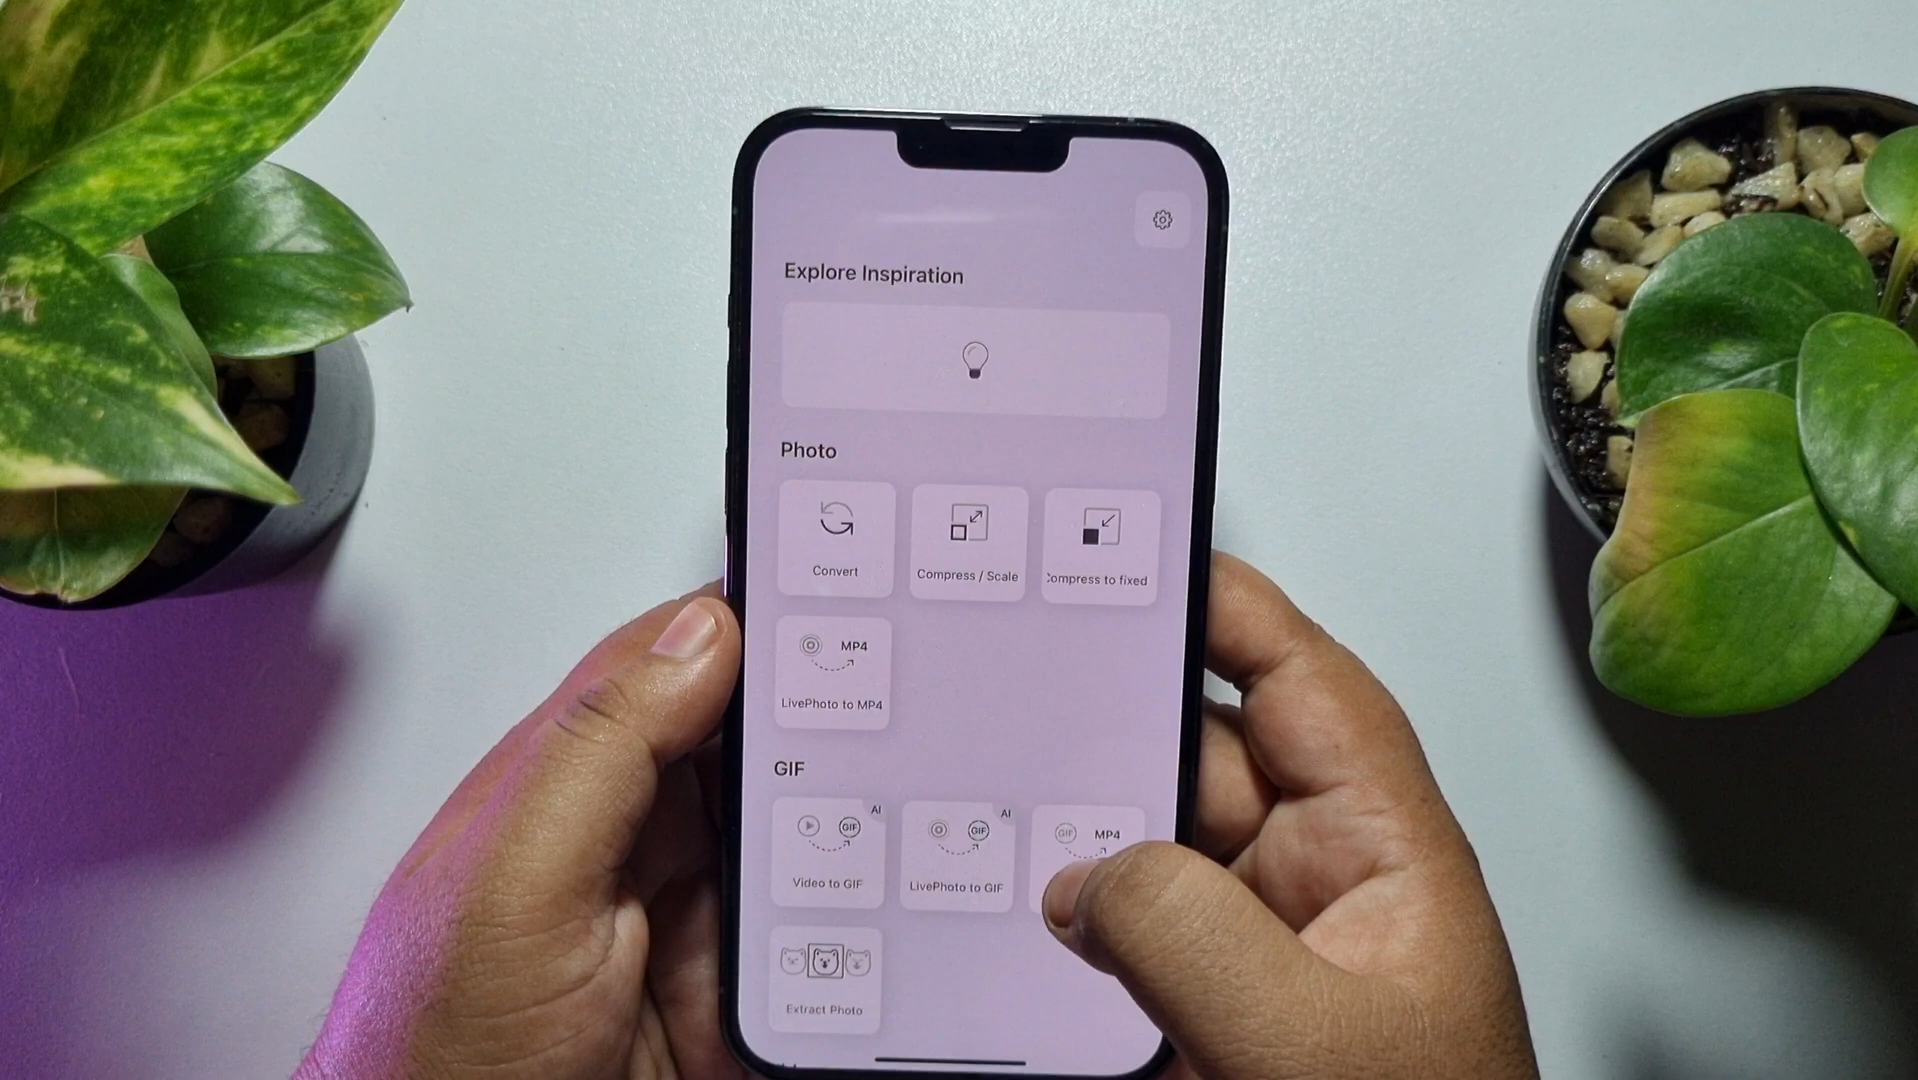 Explore Inspiration
Photo
Convert
Compress / Scale
ompress to fixed
MP4
LivePhoto to MP4
GIF
AI
GIF
Video to GIF
AI
GIF
LivePhoto to GIF
GIF MP4
Extract Photo